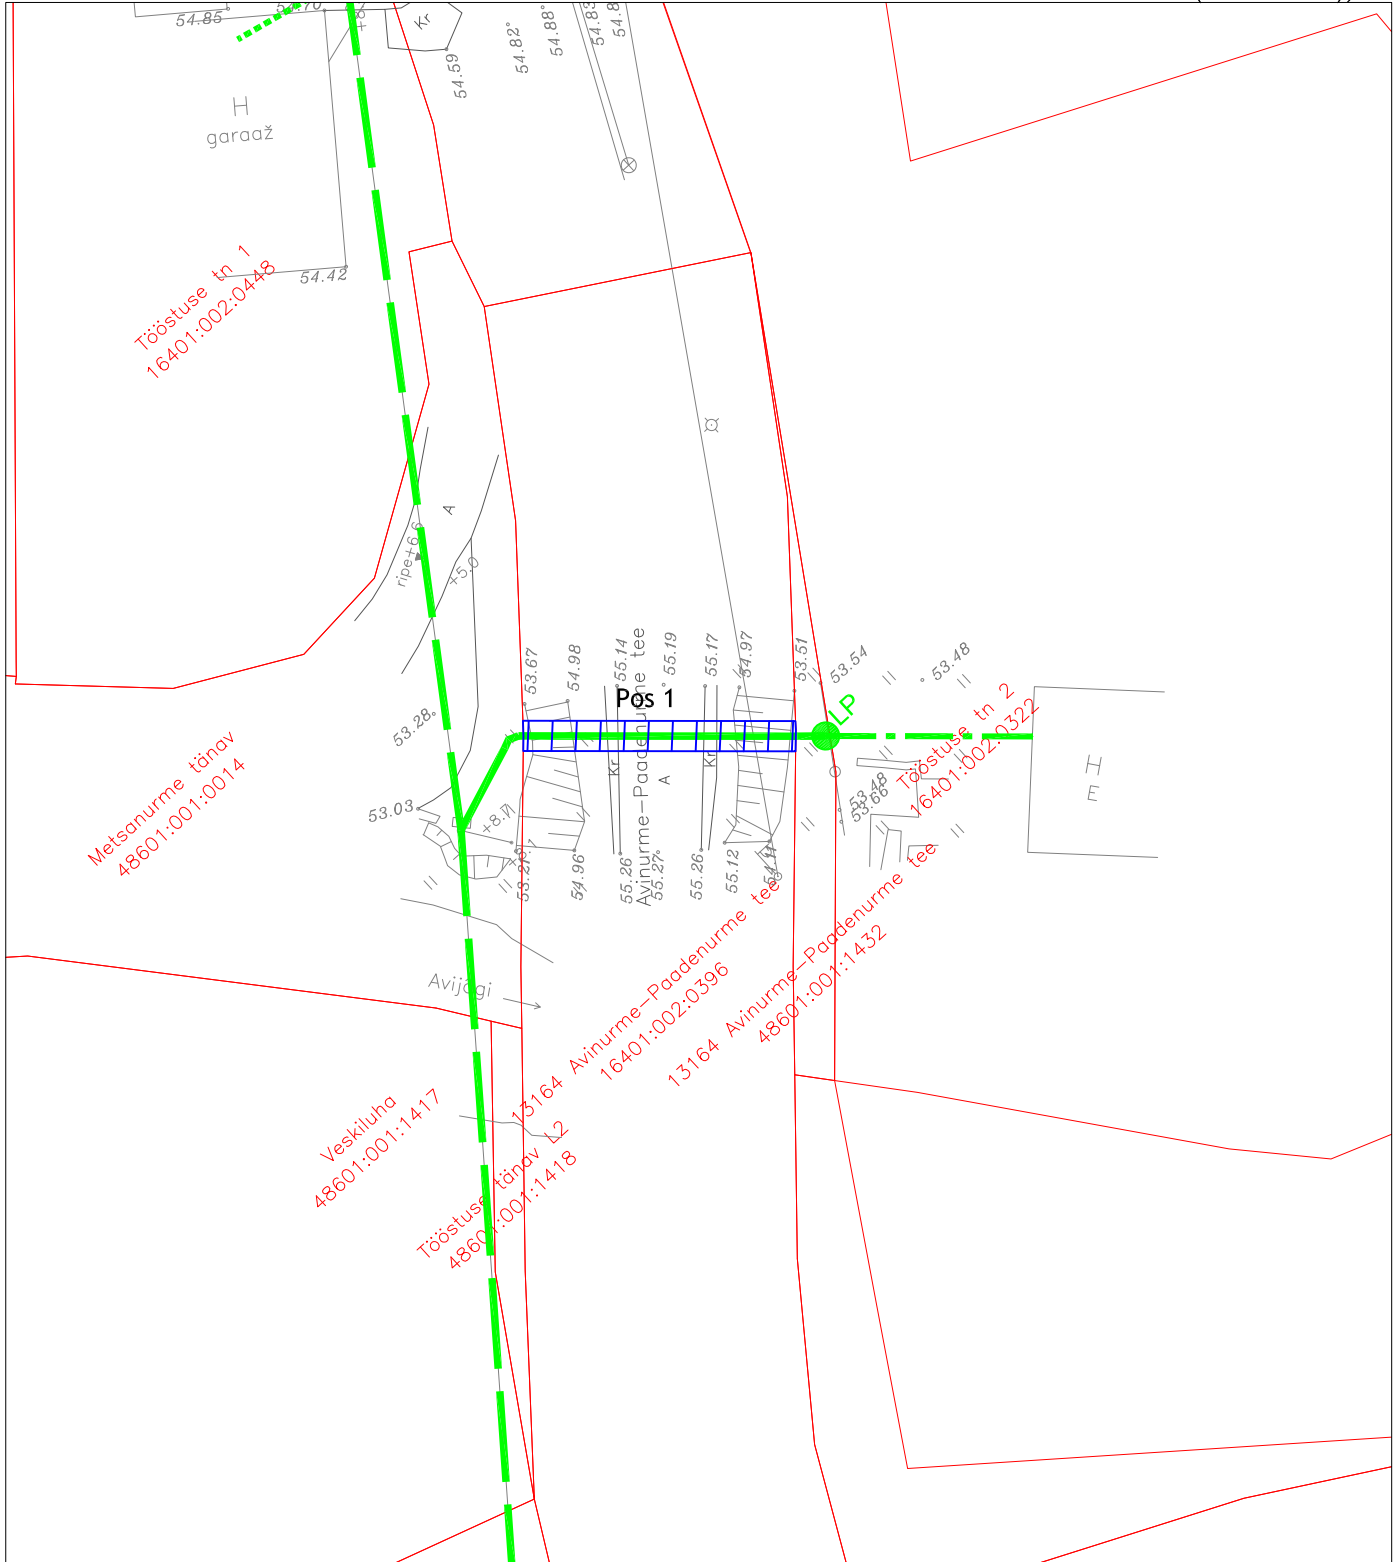 54.85
54.59
54.82°
54.88°
Kr
H
garaaž
54.42
Tööstuse tn 1
16401:002:0448
A
ripe+6.6
+5.0
53.67
54.98
55.14
55.19
55.17
54.97
53.51
53.54
53.48
Pos 1
LP
53.28
Kr
Kr
A
Avinurme-Paadenurme tee
Tööstuse tn 2
16401:002:0322
H
E
Metsanurme tänav
48601:001:0014
53.03
+8.7
53.48
53.66
53.21
54.96
55.26
55.27
55.26
55.12
54.11
13164 Avinurme-Paadenurme tee
16401:002:0396
13164 Avinurme-Paadenurme tee
48601:001:1432
Avijõgi
Veskiluha
48601:001:1417
Tööstuse tänav L2
48601:001:1418